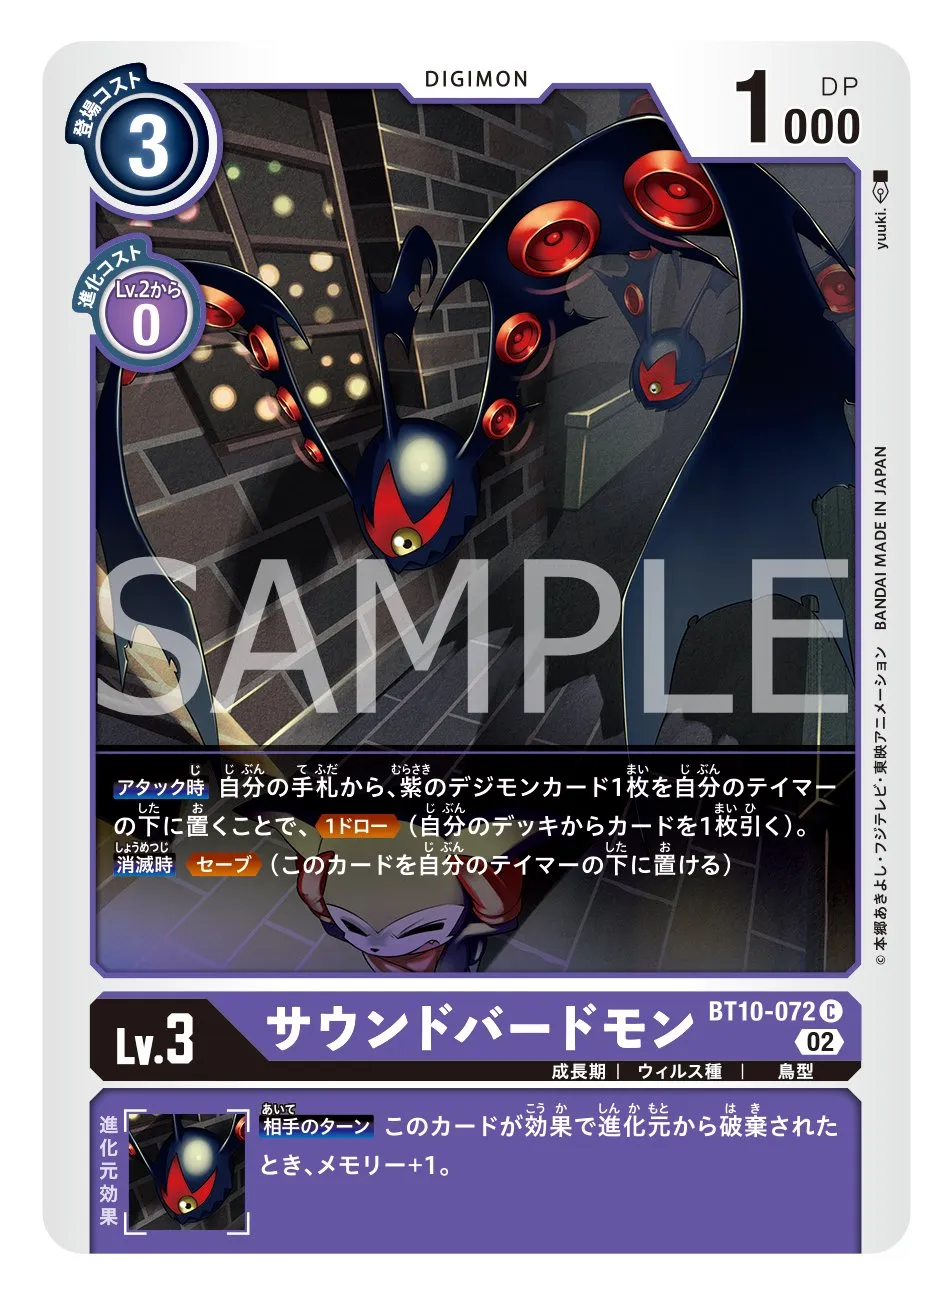 DIGIMON
登場コスト
3
1000
DP
進化コスト
Lv.2から
0
yuuki.
BANDAI MADE IN JAPAN
©本郷あきよし・フジテレビ・東映アニメーション
SAMPLE
アタック時 自分の手札から、紫のデジモンカード1枚を自分のテイマー
の下に置くことで、1ドロー（自分のデッキからカードを1枚引く）。
消滅時 セーブ（このカードを自分のテイマーの下に置ける）
Lv.3
サウンドバードモン
BT10-072 C
02
成長期 | ウィルス種 | 鳥型
進化元効果
相手のターン このカードが効果で進化元から破棄された
とき、メモリー+1。